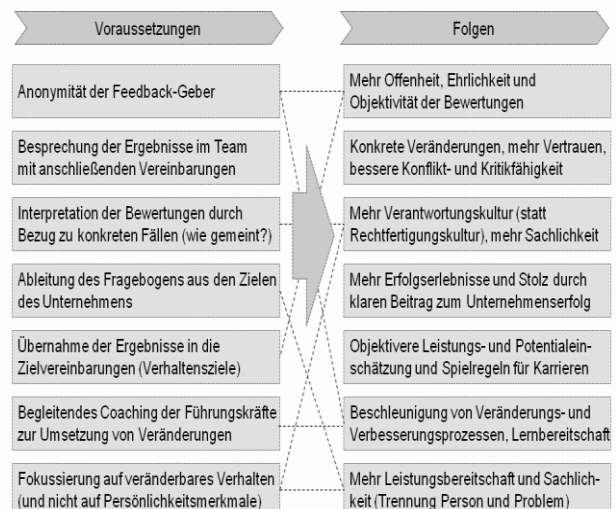 Voraussetzungen
Anonymität der Feedback-Geber
Besprechung der Ergebnisse im Team
mit anschließenden Vereinbarungen
Interpretation der Bewertungen durch
Bezug zu konkreten Fällen (wie gemeint?)
Ableitung des Fragebogens aus den Zielen
des Unternehmens
Übernahme der Ergebnisse in die
Zielvereinbarungen (Verhaltensziele)
Begleitendes Coaching der Führungskräfte
zur Umsetzung von Veränderungen
Fokussierung auf veränderbares Verhalten
(und nicht auf Persönlichkeitsmerkmale)
Folgen
Mehr Offenheit, Ehrlichkeit und
Objektivität der Bewertungen
Konkrete Veränderungen, mehr Vertrauen,
bessere Konflikt- und Kritikfähigkeit
Mehr Verantwortungskultur (statt
Rechtfertigungskultur), mehr Sachlichkeit
Mehr Erfolgserlebnisse und Stolz durch
klaren Beitrag zum Unternehmenserfolg
Objektivere Leistungs- und Potentialein-
schätzung und Spielregeln für Karrieren
Beschleunigung von Veränderungs- und
Verbesserungsprozessen, Lernbereitschaft
Mehr Leistungsbereitschaft und Sachlich-
keit (Trennung Person und Problem)